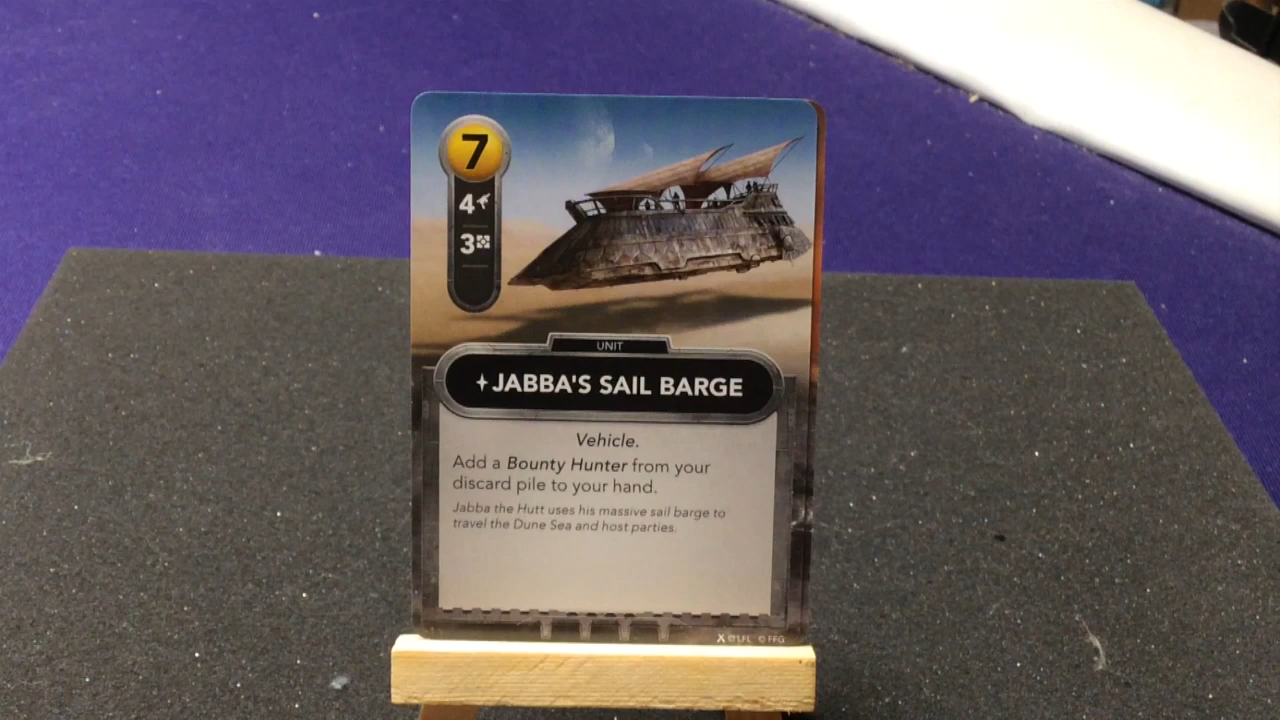 7
4
3
UNIT
JABBA'S SAIL BARGE
Vehicle.
Add a Bounty Hunter from your
discard pile to your hand.
Jabba the Hutt uses his massive sail barge to
travel the Dune Sea and host parties.
© LFL © FFG